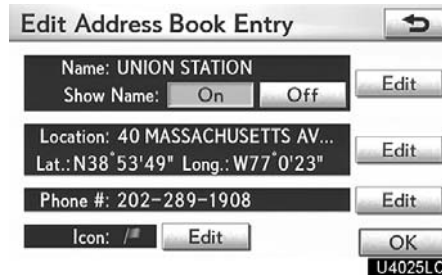 Edit Address Book Entry
Name: UNION STATION
Show Name: On Off
Edit
Location: 40 MASSACHUSETTS AV...
Lat.:N38°53'49" Long.:W77°0'23"
Edit
Phone #: 202-289-1908 Edit
Icon: Edit
OK
U4025LC